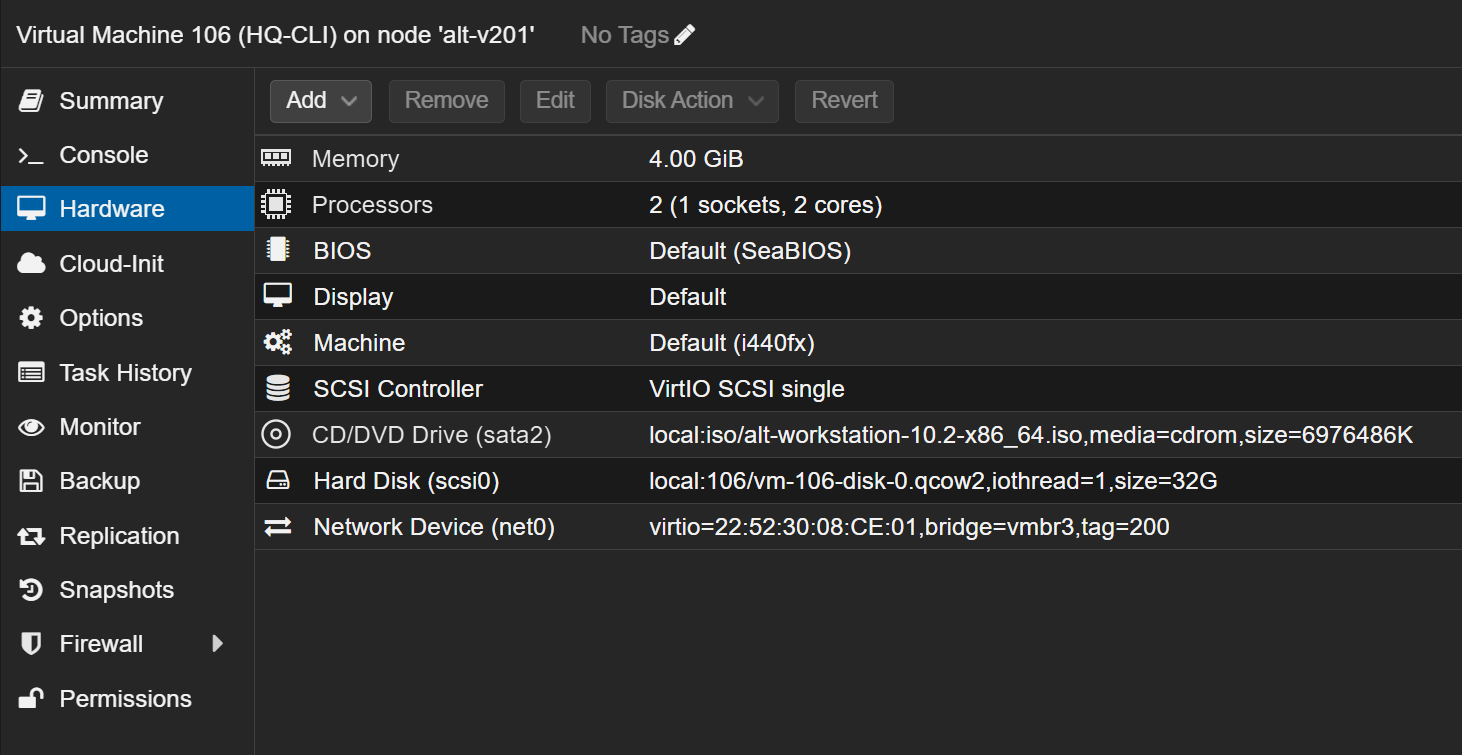 Virtual Machine 106 (HQ-CLI) on node 'alt-v201' No Tags
Summary
Console
Hardware
Cloud-Init
Options
Task History
Monitor
Backup
Replication
Snapshots
Firewall
Permissions
Add Remove Edit Disk Action Revert
Memory 4.00 GiB
Processors 2 (1 sockets, 2 cores)
BIOS Default (SeaBIOS)
Display Default
Machine Default (i440fx)
SCSI Controller VirtIO SCSI single
CD/DVD Drive (sata2) local:iso/alt-workstation-10.2-x86_64.iso,media=cdrom,size=6976486K
Hard Disk (scsi0) local:106/vm-106-disk-0.qcow2,iothread=1,size=32G
Network Device (net0) virtio=22:52:30:08:CE:01,bridge=vmbr3,tag=200